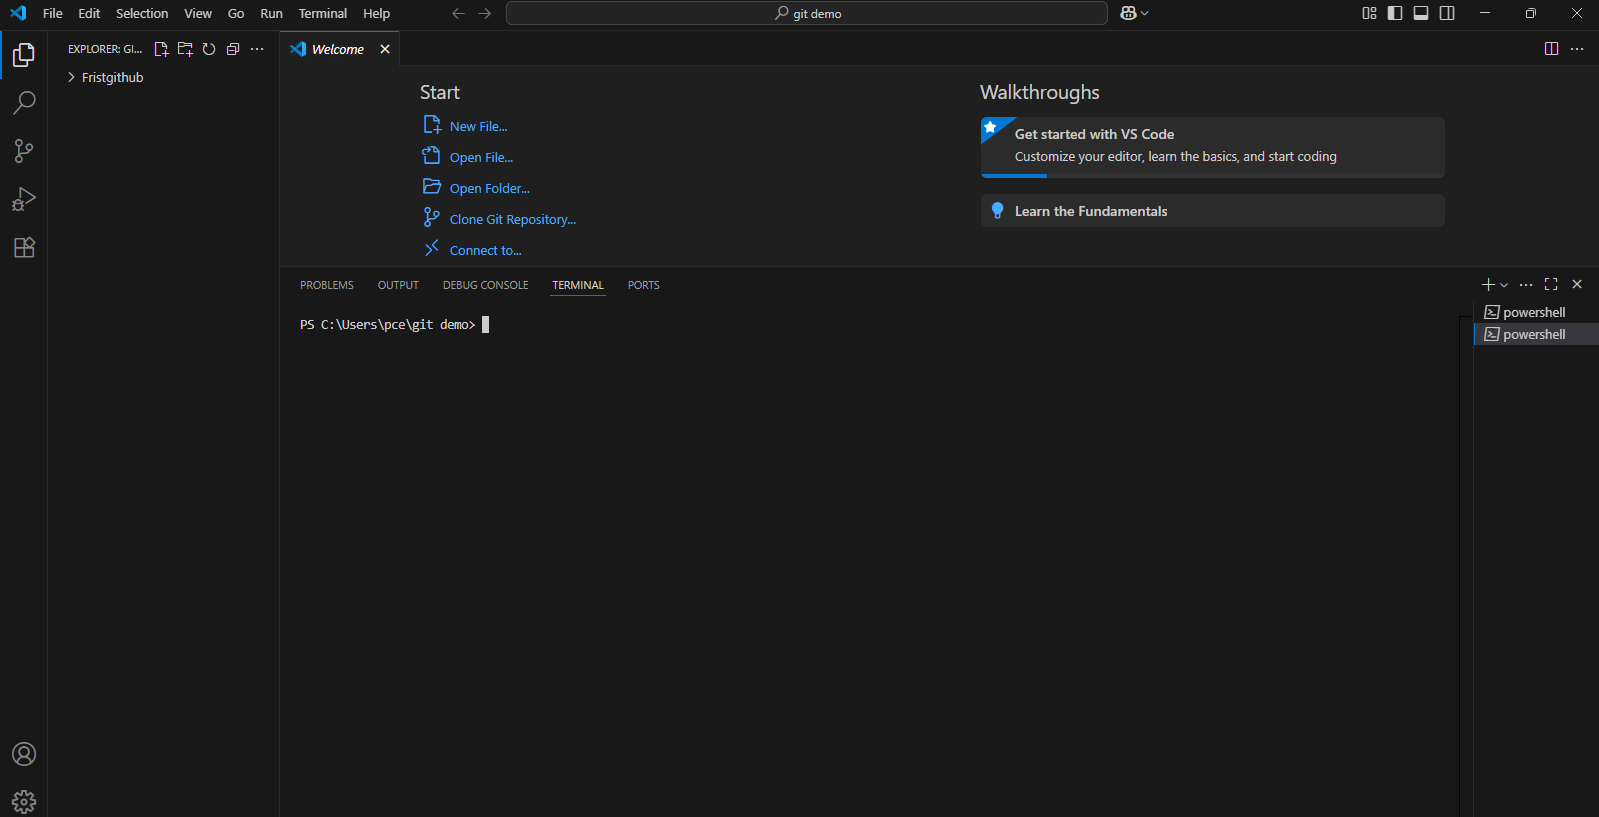 File Edit Selection View Go Run Terminal Help
git demo
EXPLORER: GI...
Fristgithub
Welcome
Start
New File...
Open File...
Open Folder...
Clone Git Repository...
Connect to...
Walkthroughs
Get started with VS Code
Customize your editor, learn the basics, and start coding
Learn the Fundamentals
PROBLEMS OUTPUT DEBUG CONSOLE TERMINAL PORTS
PS C:\Users\pce\git demo>
powershell
powershell